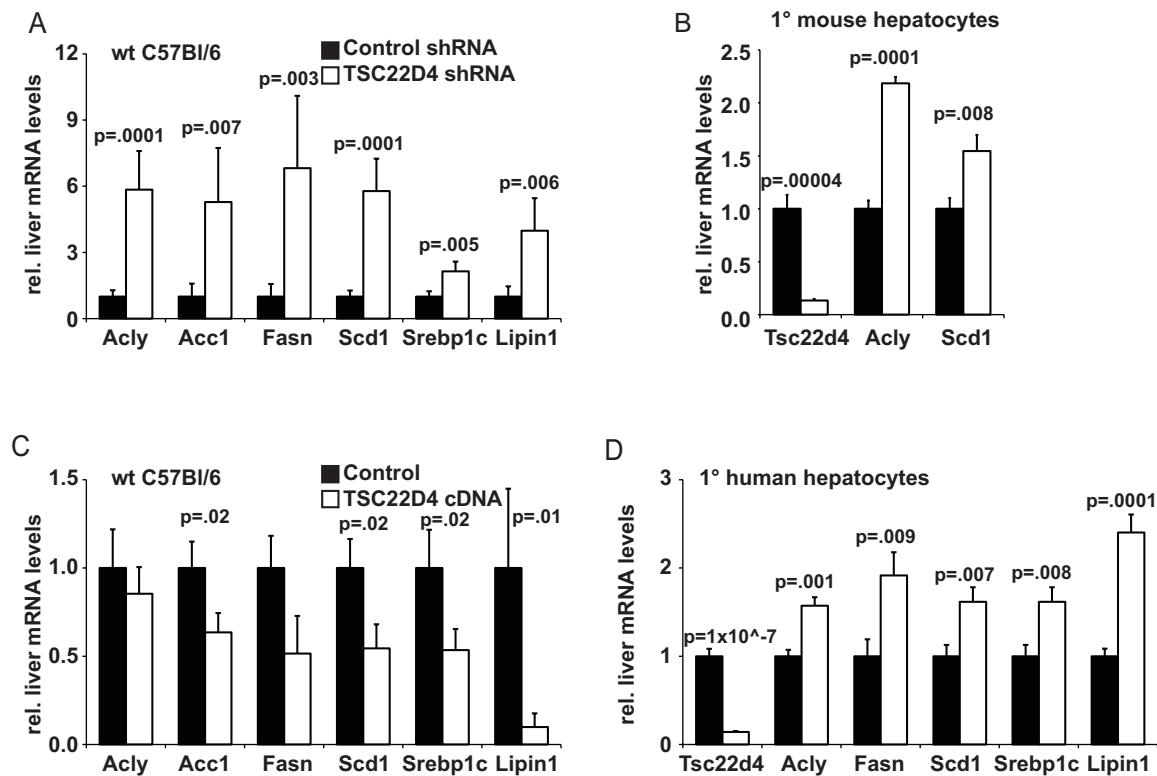 A
wt C57Bl/6
Control shRNA
TSC22D4 shRNA
rel. liver mRNA levels
12
9
6
3
0
p=.0001
p=.007
p=.003
p=.0001
p=.005
p=.006
Acly Acc1 Fasn Scd1 Srebp1c Lipin1
B
1° mouse hepatocytes
rel. liver mRNA levels
2.5
2.0
1.5
1.0
0.5
0.0
p=.00004
p=.0001
p=.008
Tsc22d4 Acly Scd1
C
wt C57Bl/6
Control
TSC22D4 cDNA
rel. liver mRNA levels
1.5
1.0
0.5
0.0
p=.02
p=.02
p=.02
p=.01
Acly Acc1 Fasn Scd1 Srebp1c Lipin1
D
1° human hepatocytes
rel. liver mRNA levels
3
2
1
0
p=1x10^-7
p=.001
p=.009
p=.007
p=.008
p=.0001
Tsc22d4 Acly Fasn Scd1 Srebp1c Lipin1